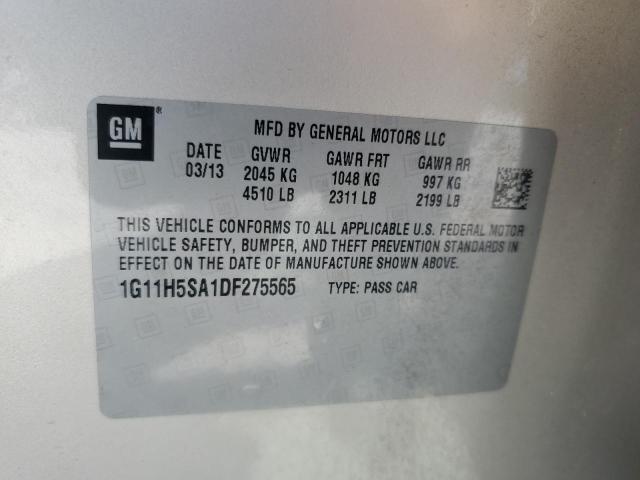 GM®
MFD BY GENERAL MOTORS LLC
DATE GVWR GAWR FRT GAWR RR
03/13 2045 KG 1048 KG 997 KG
4510 LB 2311 LB 2199 LB
THIS VEHICLE CONFORMS TO ALL APPLICABLE U.S. FEDERAL MOTOR
VEHICLE SAFETY, BUMPER, AND THEFT PREVENTION STANDARDS IN
EFFECT ON THE DATE OF MANUFACTURE SHOWN ABOVE.
1G11H5SA1DF275565 TYPE: PASS CAR